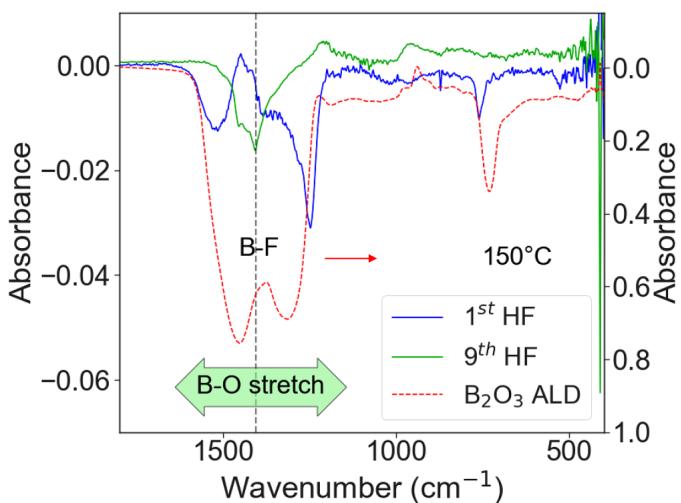 0.00
−0.02
−0.04
−0.06
Absorbance
0.0
0.2
0.4
0.6
0.8
1.0
Absorbance
B-F
150°C
1st HF
9th HF
B₂O₃ ALD
B-O stretch
1500
1000
500
Wavenumber (cm⁻¹)